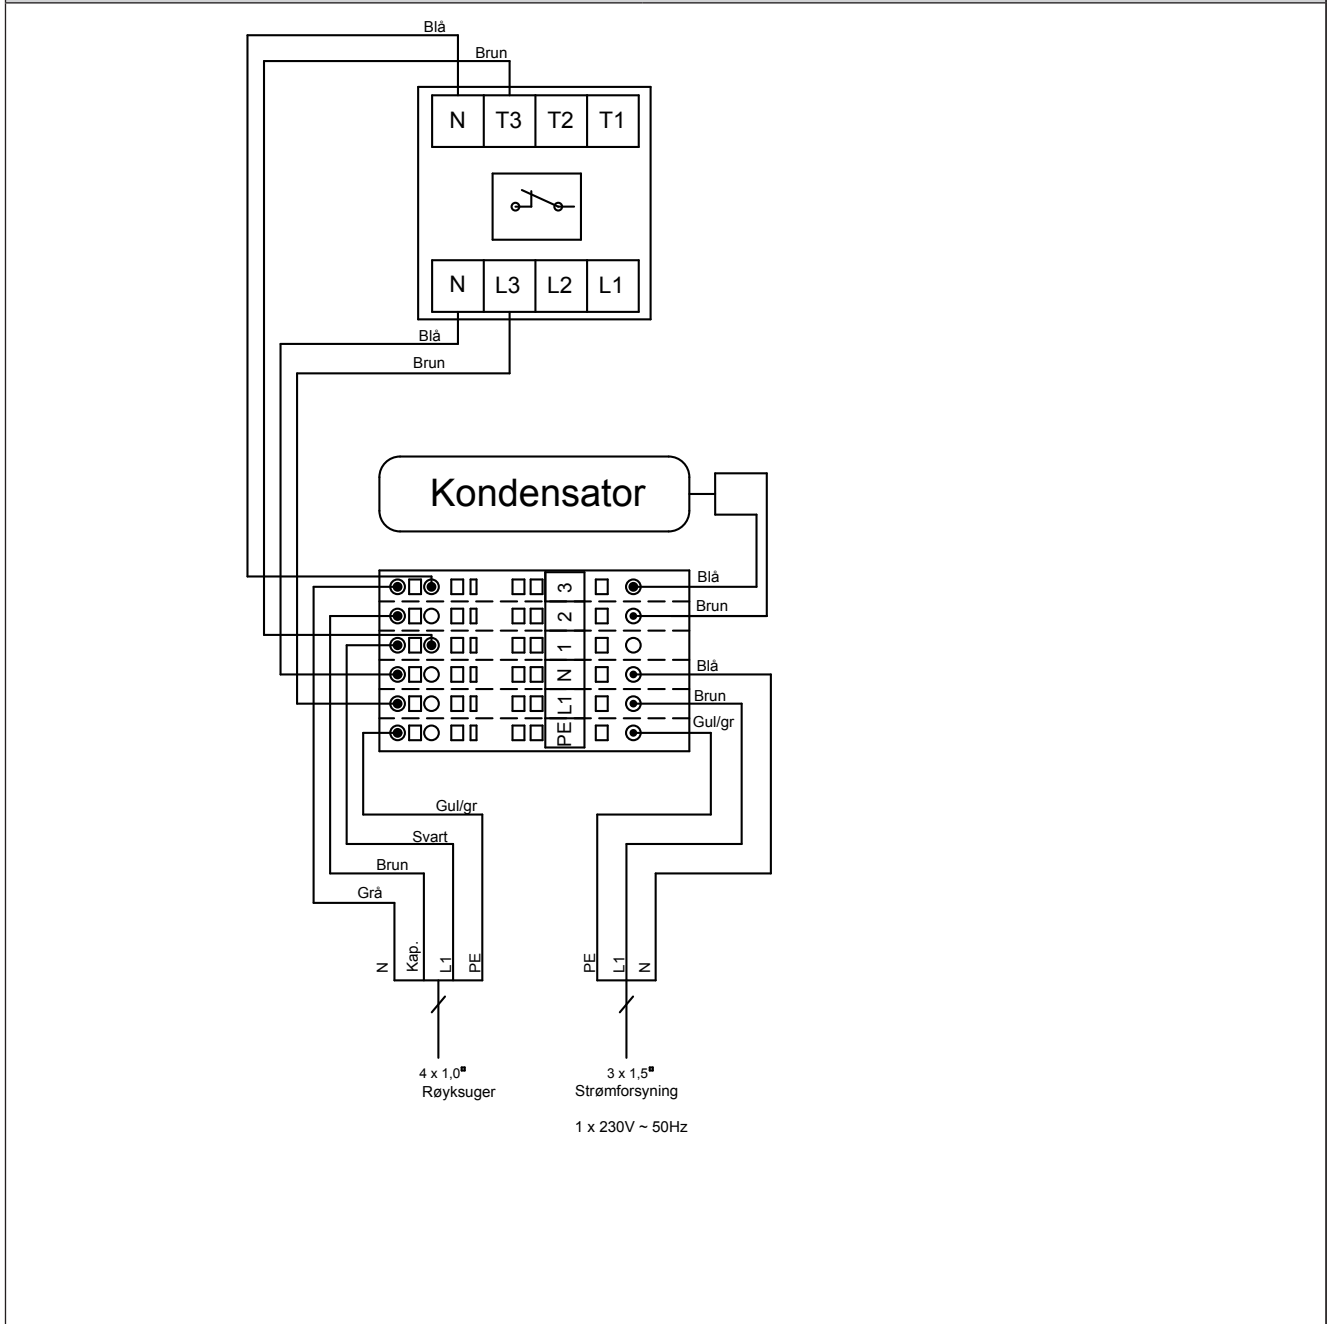 Blå
Brun
N T3 T2 T1
N L3 L2 L1
Blå
Brun
Kondensator
3
Blå
2
Brun
1
N
Blå
L1
Brun
PE
Gul/gr
Gul/gr
Svart
Brun
Grå
N Kap. L1 PE
PE L1 N
4 x 1,0¤
Røyksuger
3 x 1,5¤
Strømforsyning
1 x 230V ~ 50Hz